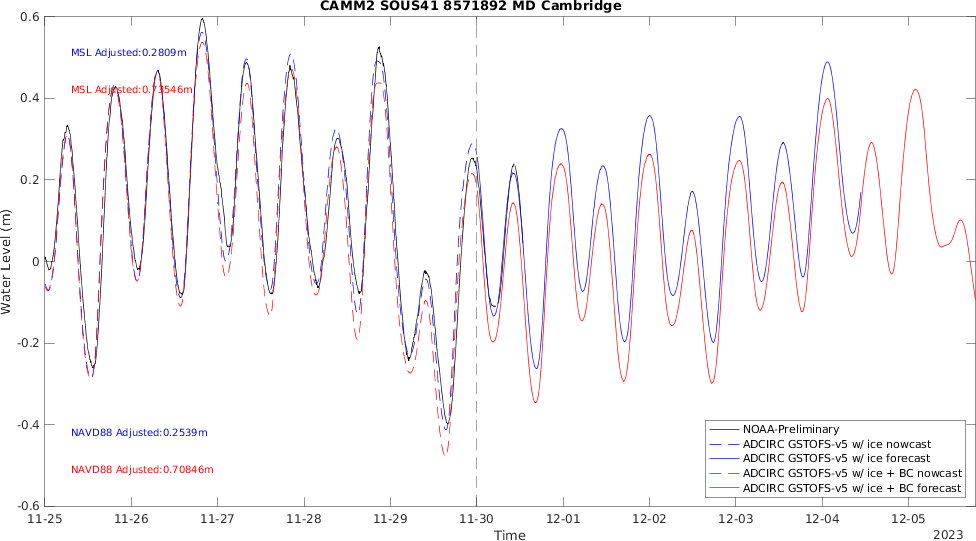 CAMM2 SOUS41 8571892 MD Cambridge
0.6
MSL Adjusted:0.2809m
MSL Adjusted:0.73546m
0.4
0.2
0
-0.2
-0.4
-0.6
Water Level (m)
NAVD88 Adjusted:0.2539m
NAVD88 Adjusted:0.70846m
NOAA-Preliminary
ADCIRC GSTOFS-v5 w/ ice nowcast
ADCIRC GSTOFS-v5 w/ ice forecast
ADCIRC GSTOFS-v5 w/ ice + BC nowcast
ADCIRC GSTOFS-v5 w/ ice + BC forecast
11-25 11-26 11-27 11-28 11-29 11-30 12-01 12-02 12-03 12-04 12-05
Time
2023